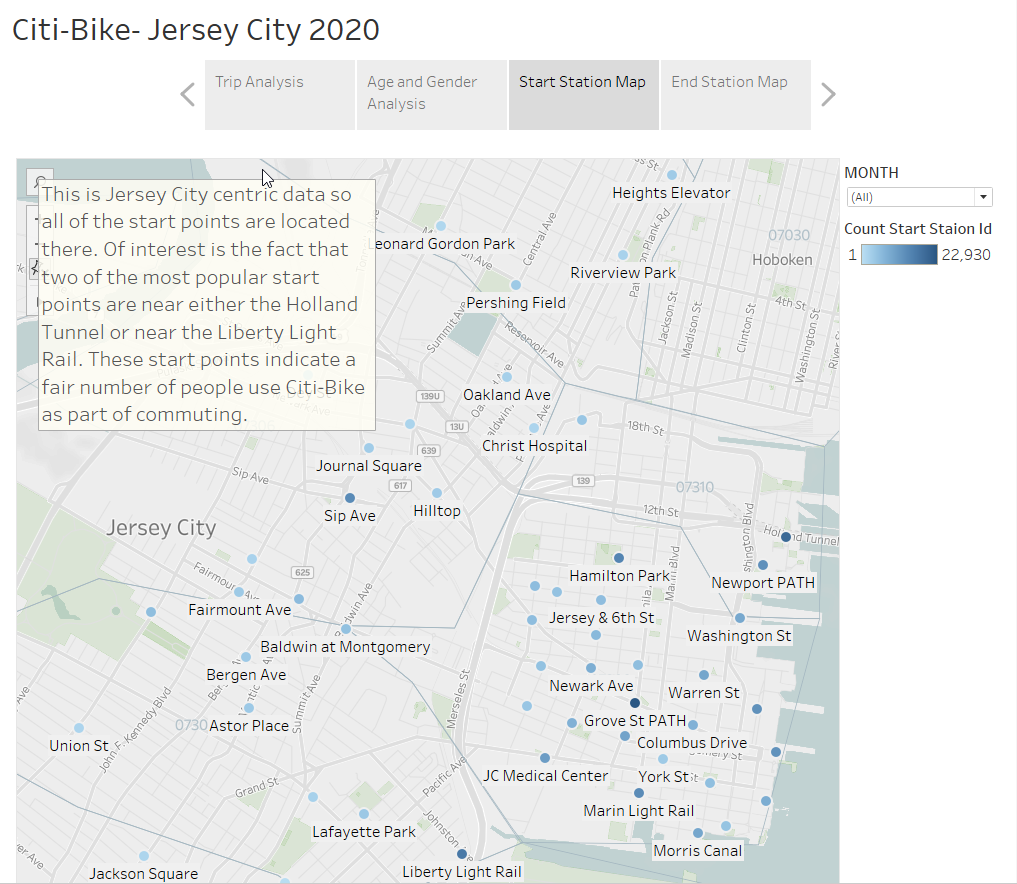 Citi-Bike- Jersey City 2020
Trip Analysis
Age and Gender
Analysis
Start Station Map
End Station Map
This is Jersey City centric data so
all of the start points are located
there. Of interest is the fact that
two of the most popular start
points are near either the Holland
Tunnel or near the Liberty Light
Rail. These start points indicate a
fair number of people use Citi-Bike
as part of commuting.
MONTH
(All)
Count Start Staion Id
1
22,930
Heights Elevator
Leonard Gordon Park
Central Ave
07030
Hoboken
Riverview Park
Pershing Field
Jackson St
Madison St
4th St
Clinton St
Washington St
Summit Ave
Reservoir Ave
Oakland Ave
139U
13U
18th St
Christ Hospital
639
Journal Square
Sip Ave
617
139
07310
Sip Ave
Hilltop
12th St
Jersey City
Hamilton Park
Newport PATH
625
Fairmount Ave
Jersey & 6th St
Washington St
Baldwin at Montgomery
Bergen Ave
Newark Ave
Warren St
Merseles St
Summit Ave
John F. Kennedy Blvd
0730
Astor Place
Grove St PATH
Union St
Columbus Drive
JC Medical Center
York St
Pacific Ave
Grand St
Marin Light Rail
Lafayette Park
Johnston Ave
Morris Canal
Jackson Square
Liberty Light Rail